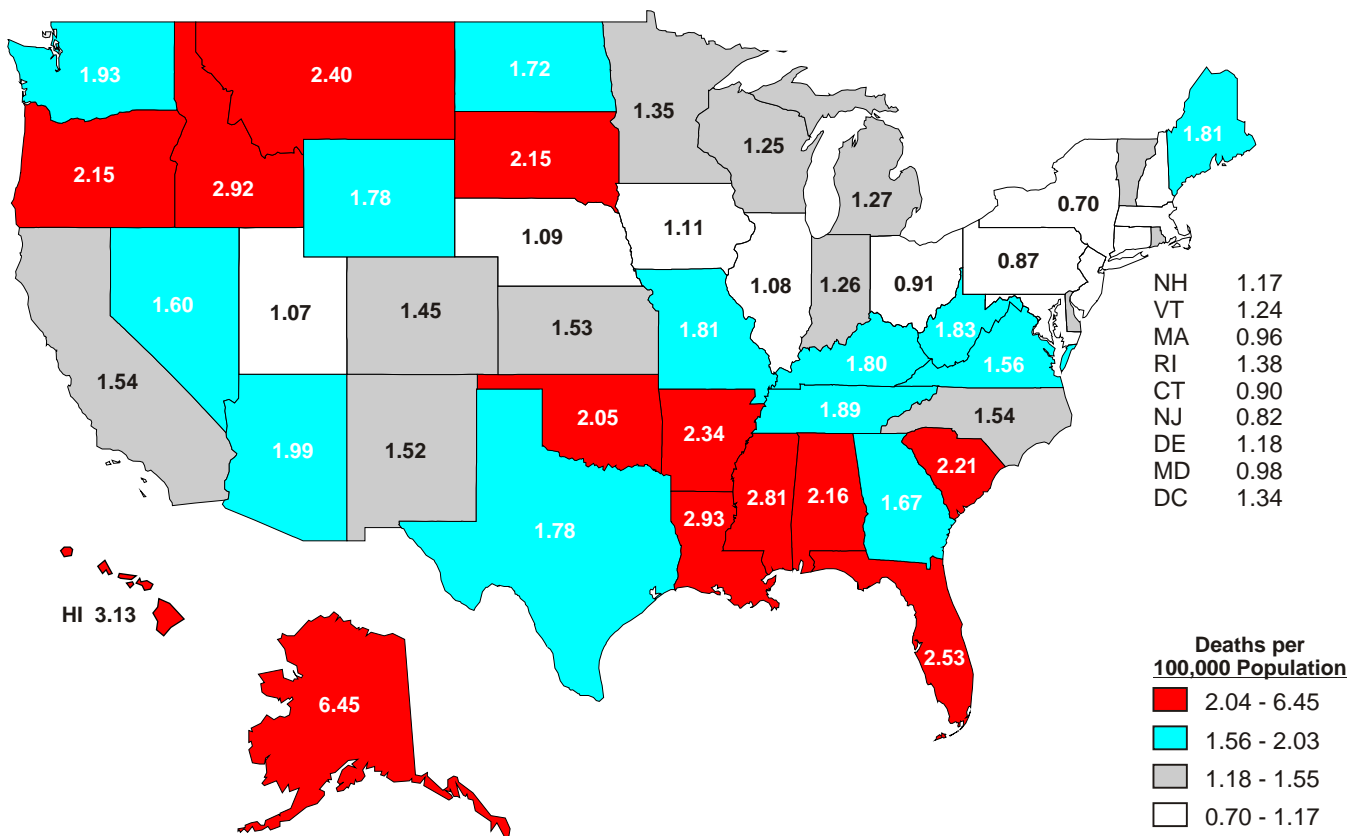 1.93
2.40
1.72
1.35
1.81
2.15
2.92
1.78
2.15
1.25
1.27
0.70
1.09
1.11
0.87
1.60
1.07
1.45
1.53
1.81
1.08
1.26
0.91
1.83
1.56
1.80
1.54
1.99
1.52
2.05
2.34
1.89
1.54
2.81
2.16
1.67
2.21
1.78
2.93
2.53
NH 1.17
VT 1.24
MA 0.96
RI 1.38
CT 0.90
NJ 0.82
DE 1.18
MD 0.98
DC 1.34
HI 3.13
6.45
Deaths per
100,000 Population
2.04 - 6.45
1.56 - 2.03
1.18 - 1.55
0.70 - 1.17